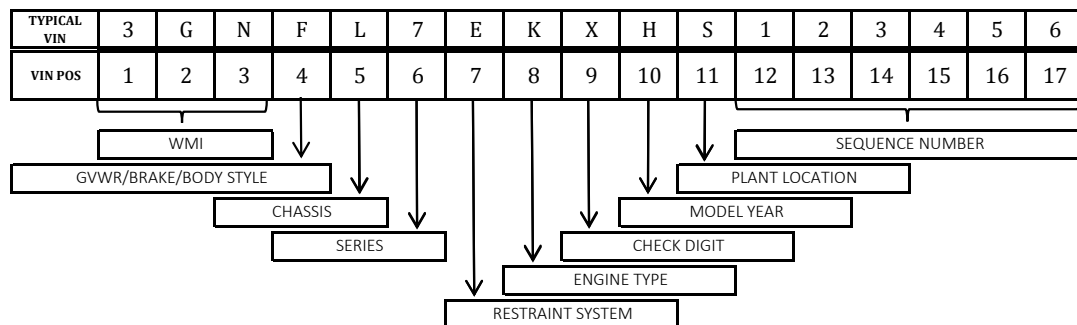 TYPICAL VIN 3 G N F L 7 E K X H S 1 2 3 4 5 6
VIN POS 1 2 3 4 5 6 7 8 9 10 11 12 13 14 15 16 17
WMI SEQUENCE NUMBER
GVWR/BRAKE/BODY STYLE PLANT LOCATION
CHASSIS MODEL YEAR
SERIES CHECK DIGIT
ENGINE TYPE
RESTRAINT SYSTEM